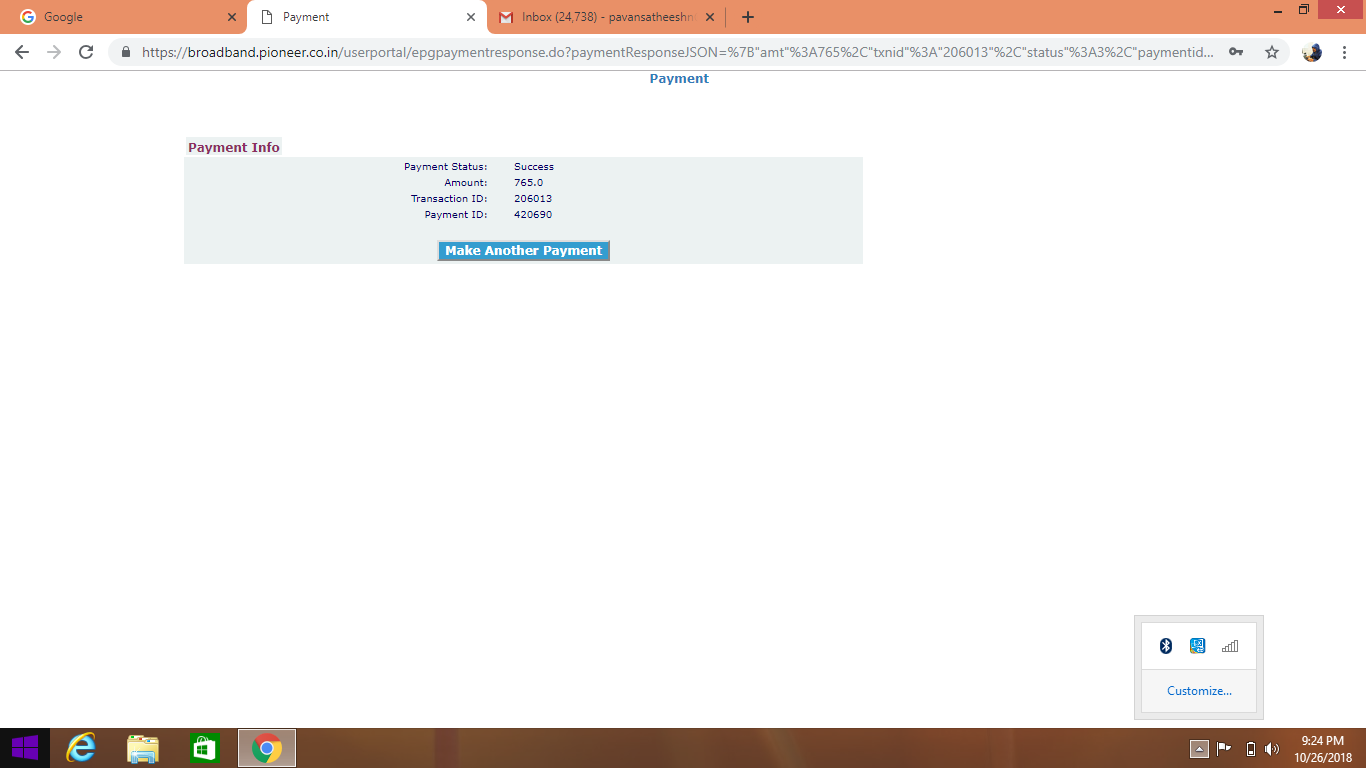 Google
Payment
Inbox (24,738) - pavansatheeshn
https://broadband.pioneer.co.in/userportal/epgpaymentresponse.do?paymentResponseJSON=%7B"amt"%3A765%2C"txnid"%3A"206013"%2C"status"%3A3%2C"paymentid...
Payment
Payment Info
Payment Status: Success
Amount: 765.0
Transaction ID: 206013
Payment ID: 420690
Make Another Payment
Customize...
9:24 PM
10/26/2018